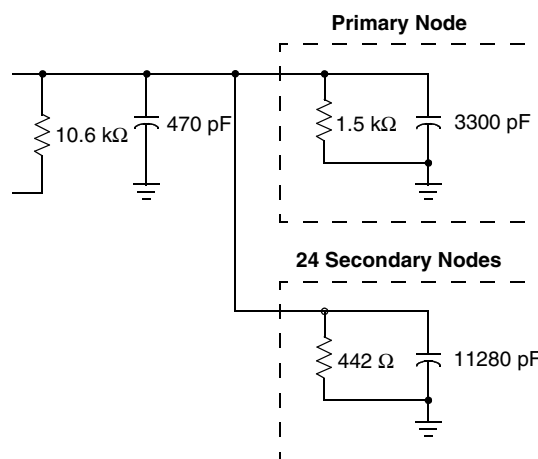 Primary Node
10.6 kΩ
470 pF
1.5 kΩ
3300 pF
24 Secondary Nodes
442 Ω
11280 pF